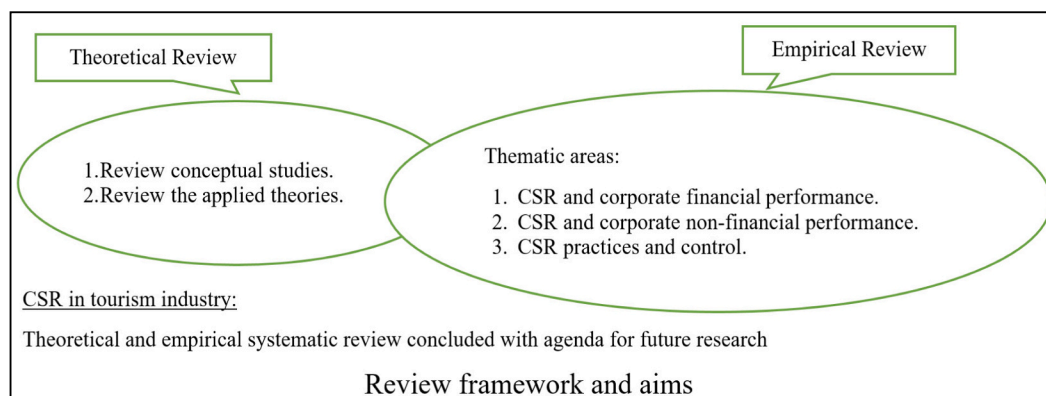 Theoretical Review
Empirical Review
1.Review conceptual studies.
2.Review the applied theories.
Thematic areas:
1. CSR and corporate financial performance.
2. CSR and corporate non-financial performance.
3. CSR practices and control.
CSR in tourism industry:
Theoretical and empirical systematic review concluded with agenda for future research
Review framework and aims